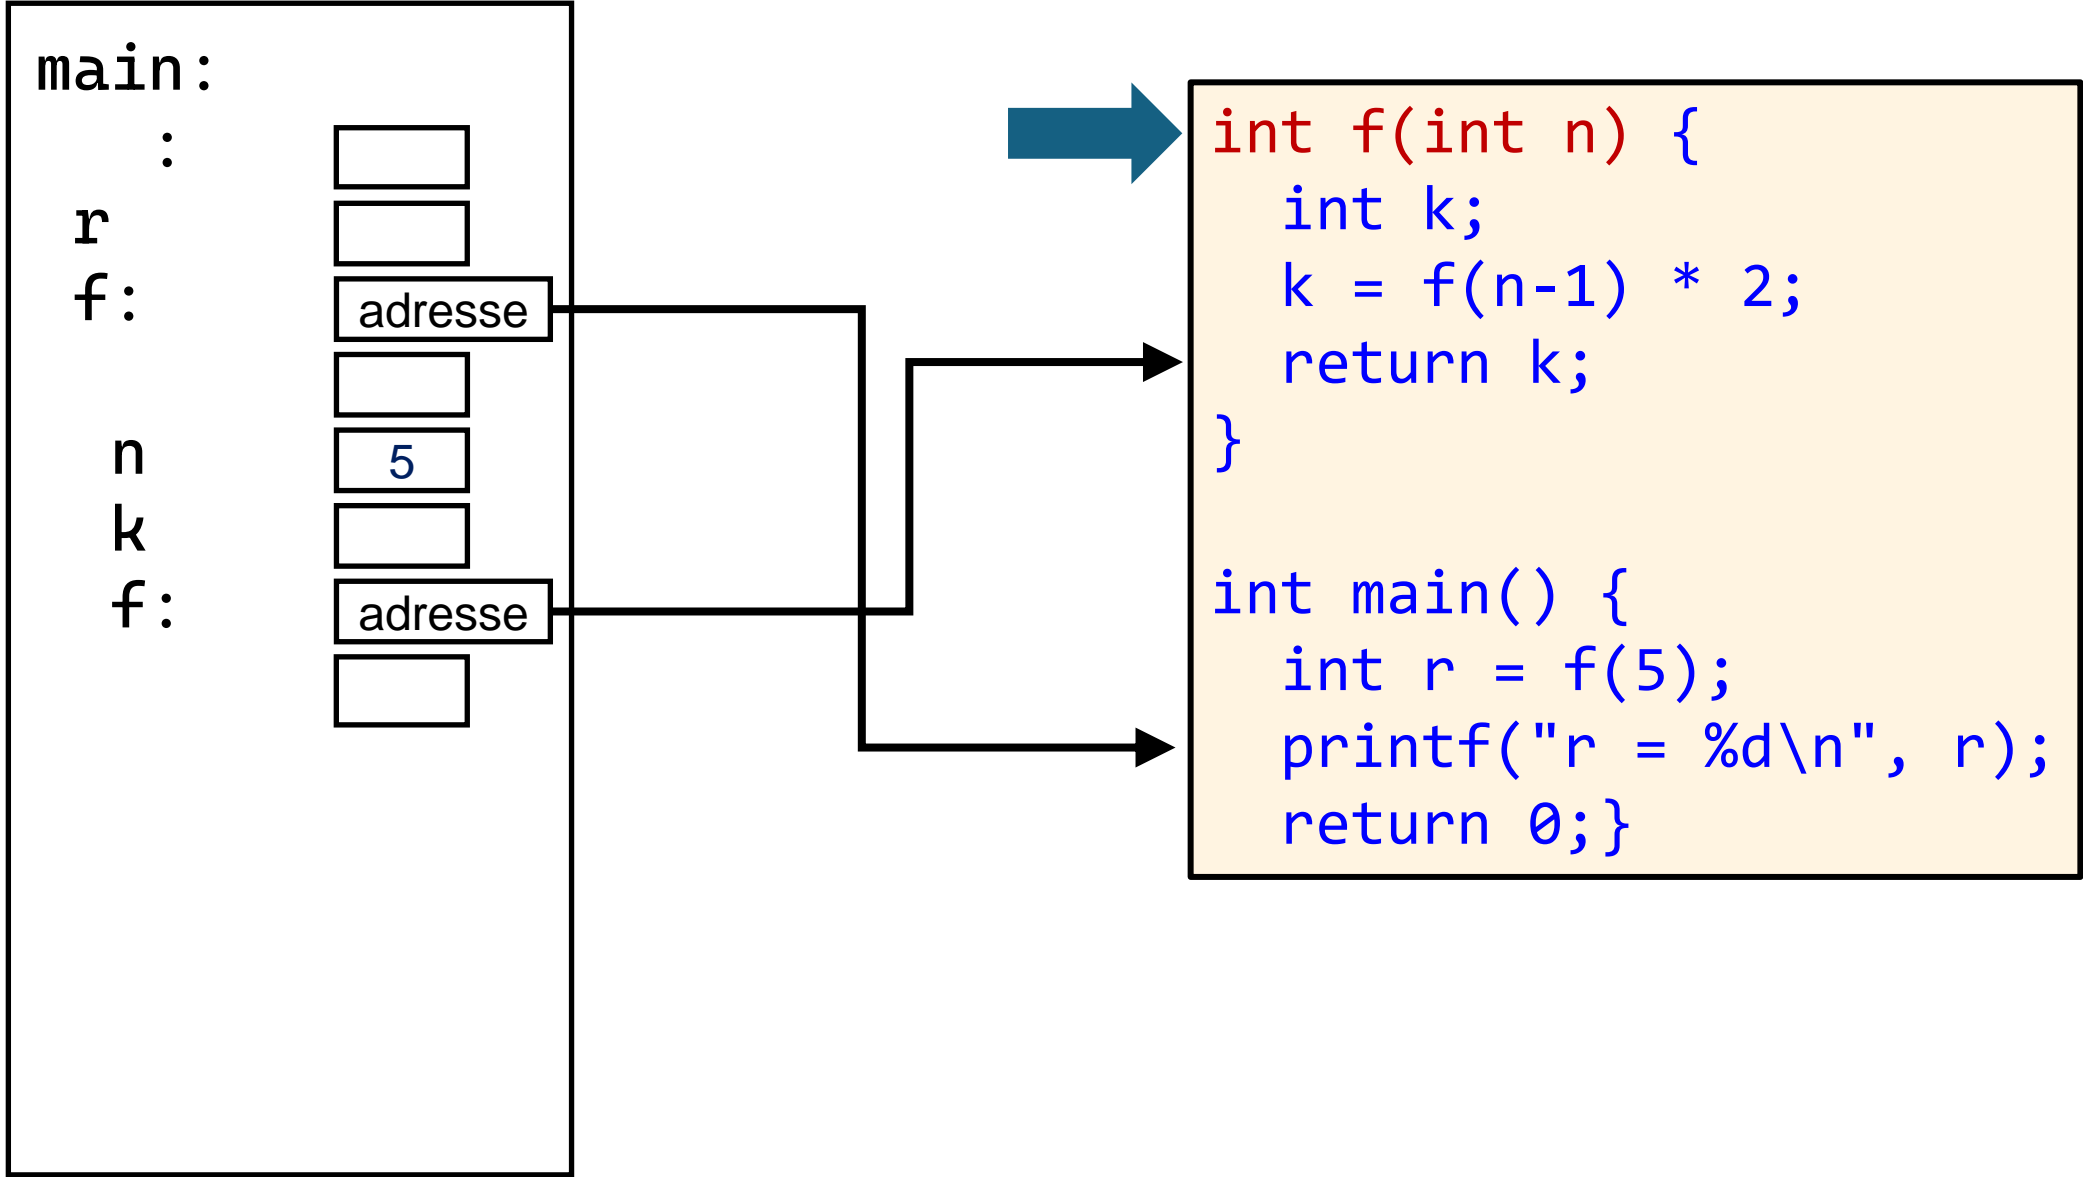 main:
:
r
f: adresse
n 5
k
f: adresse
int f(int n) {
int k;
k = f(n-1) * 2;
return k;
}
int main() {
int r = f(5);
printf("r = %d\n", r);
return 0;}